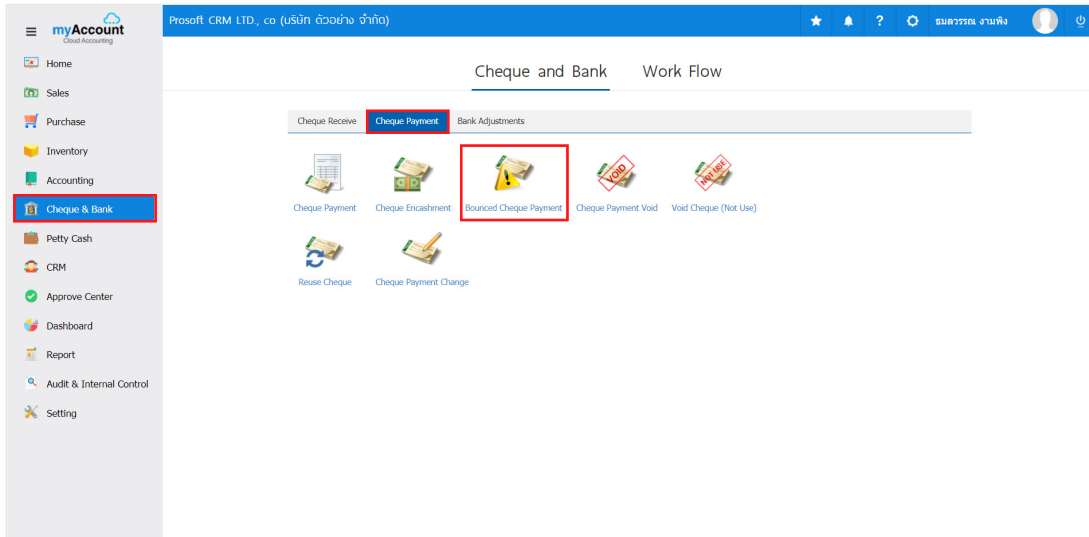 myAccount
Cloud Accounting
Prosoft CRM LTD., co (บริษัท ตัวอย่าง จำกัด)
?
ธมลวรรณ งามพิง
Home
Sales
Purchase
Inventory
Accounting
Cheque & Bank
Petty Cash
CRM
Approve Center
Dashboard
Report
Audit & Internal Control
Setting
Cheque and Bank Work Flow
Cheque Receive Cheque Payment Bank Adjustments
VOID NOT USE
Cheque Payment Cheque Encashment Bounced Cheque Payment Cheque Payment Void Void Cheque (Not Use)
Reuse Cheque Cheque Payment Change